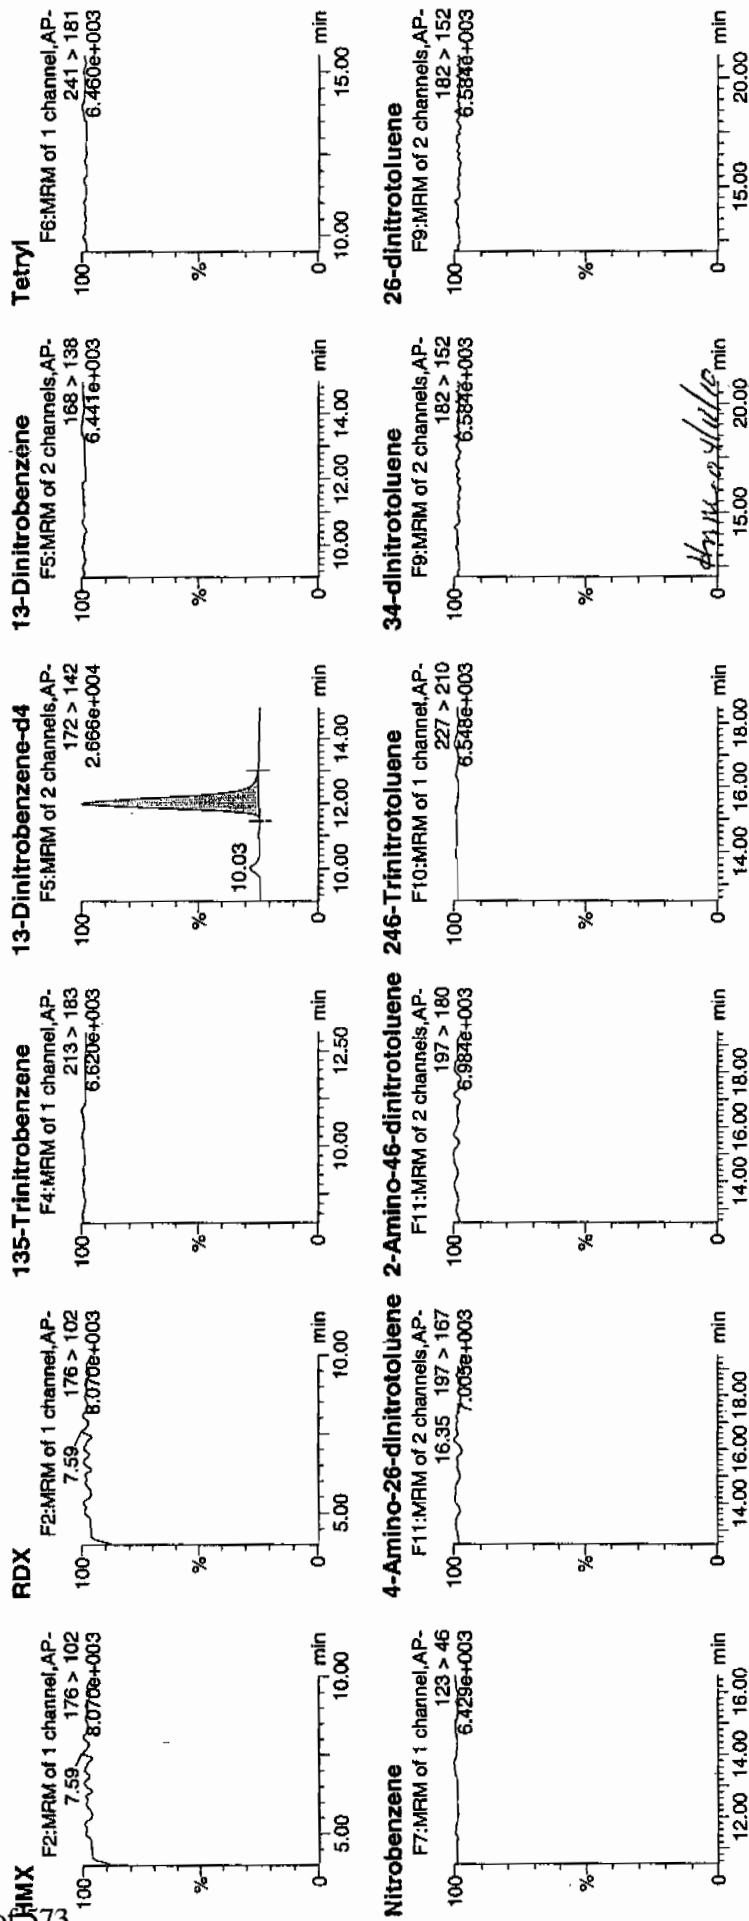 HMX
F2:MRM of 1 channel,AP-
176 > 102
8.070e+003
7.59
100
%
0
5.00 10.00 min
RDX
F2:MRM of 1 channel,AP-
176 > 102
8.070e+003
7.59
100
%
0
5.00 10.00 min
135-Trinitrobenzene
F4:MRM of 1 channel,AP-
213 > 183
6.620e+003
100
%
0
10.00 12.50 min
13-Dinitrobenzene-d4
F5:MRM of 2 channels,AP-
172 > 142
2.666e+004
100
%
10.03
0
10.00 12.00 14.00 min
13-Dinitrobenzene
F5:MRM of 2 channels,AP-
168 > 138
6.441e+003
100
%
0
10.00 12.00 14.00 min
Tetryl
F6:MRM of 1 channel,AP-
241 > 181
6.460e+003
100
%
0
10.00 15.00 min
Nitrobenzene
F7:MRM of 1 channel,AP-
123 > 46
6.429e+003
100
%
0
12.00 14.00 16.00 min
4-Amino-26-dinitrotoluene
F11:MRM of 2 channels,AP-
16.35 197 > 167
7.005e+003
100
%
0
14.00 16.00 18.00 min
2-Amino-46-dinitrotoluene
F11:MRM of 2 channels,AP-
197 > 180
6.984e+003
100
%
0
14.00 16.00 18.00 min
246-Trinitrotoluene
F10:MRM of 1 channel,AP-
227 > 210
6.548e+003
100
%
0
14.00 16.00 18.00 min
34-dinitrotoluene
F9:MRM of 2 channels,AP-
182 > 152
6.584e+003
100
%
0
15.00 20.00 min
26-dinitrotoluene
F9:MRM of 2 channels,AP-
182 > 152
6.584e+003
100
%
0
15.00 20.00 min
of 573